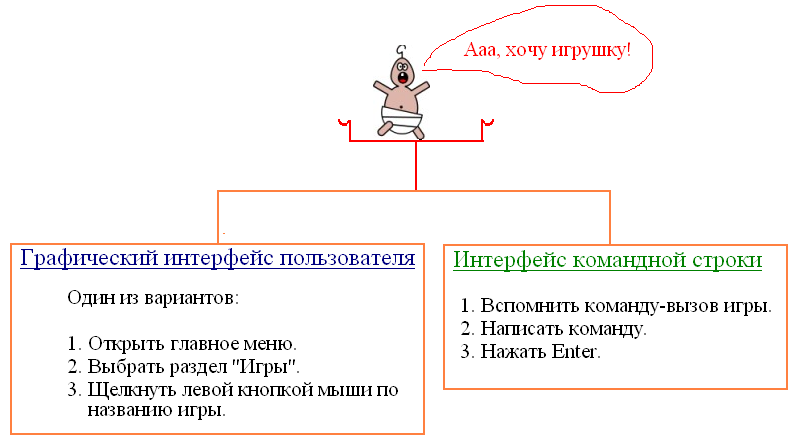 Ааа, хочу игрушку!
Графический интерфейс пользователя
Один из вариантов:
1. Открыть главное меню.
2. Выбрать раздел "Игры".
3. Щелкнуть левой кнопкой мыши по
названию игры.
Интерфейс командной строки
1. Вспомнить команду-вызов игры.
2. Написать команду.
3. Нажать Enter.